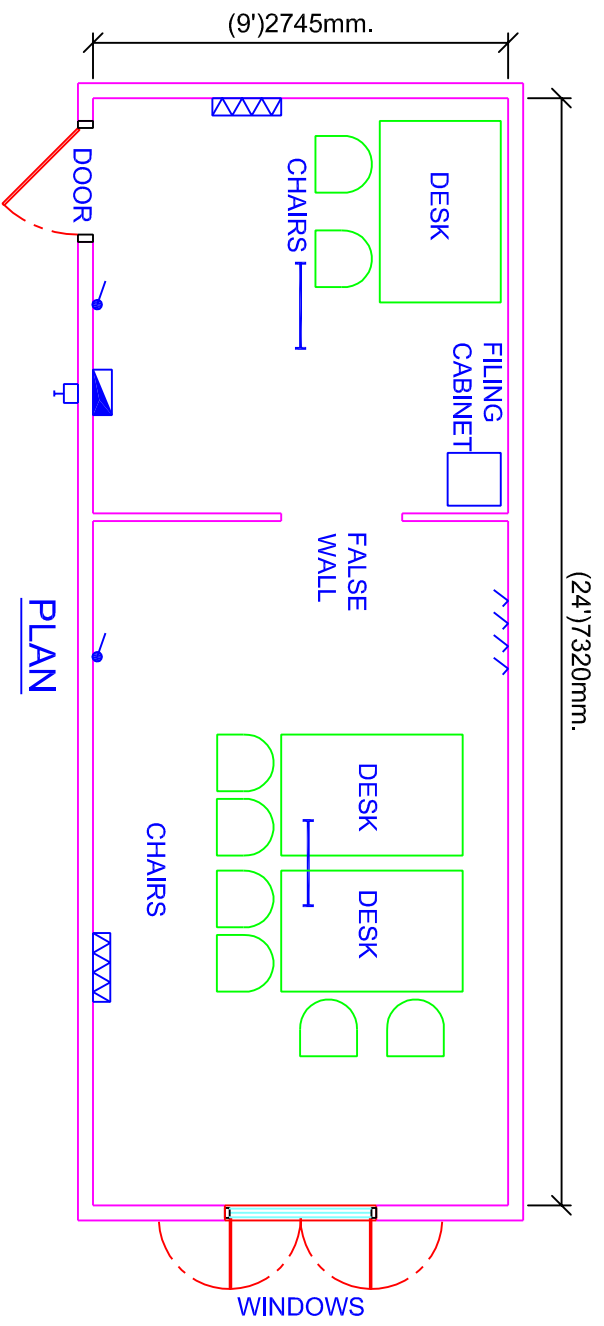 (9')2745mm.
DOOR
CHAIRS
DESK
FILING
CABINET
(24')7320mm.
FALSE
WALL
PLAN
DESK
CHAIRS
DESK
WINDOWS